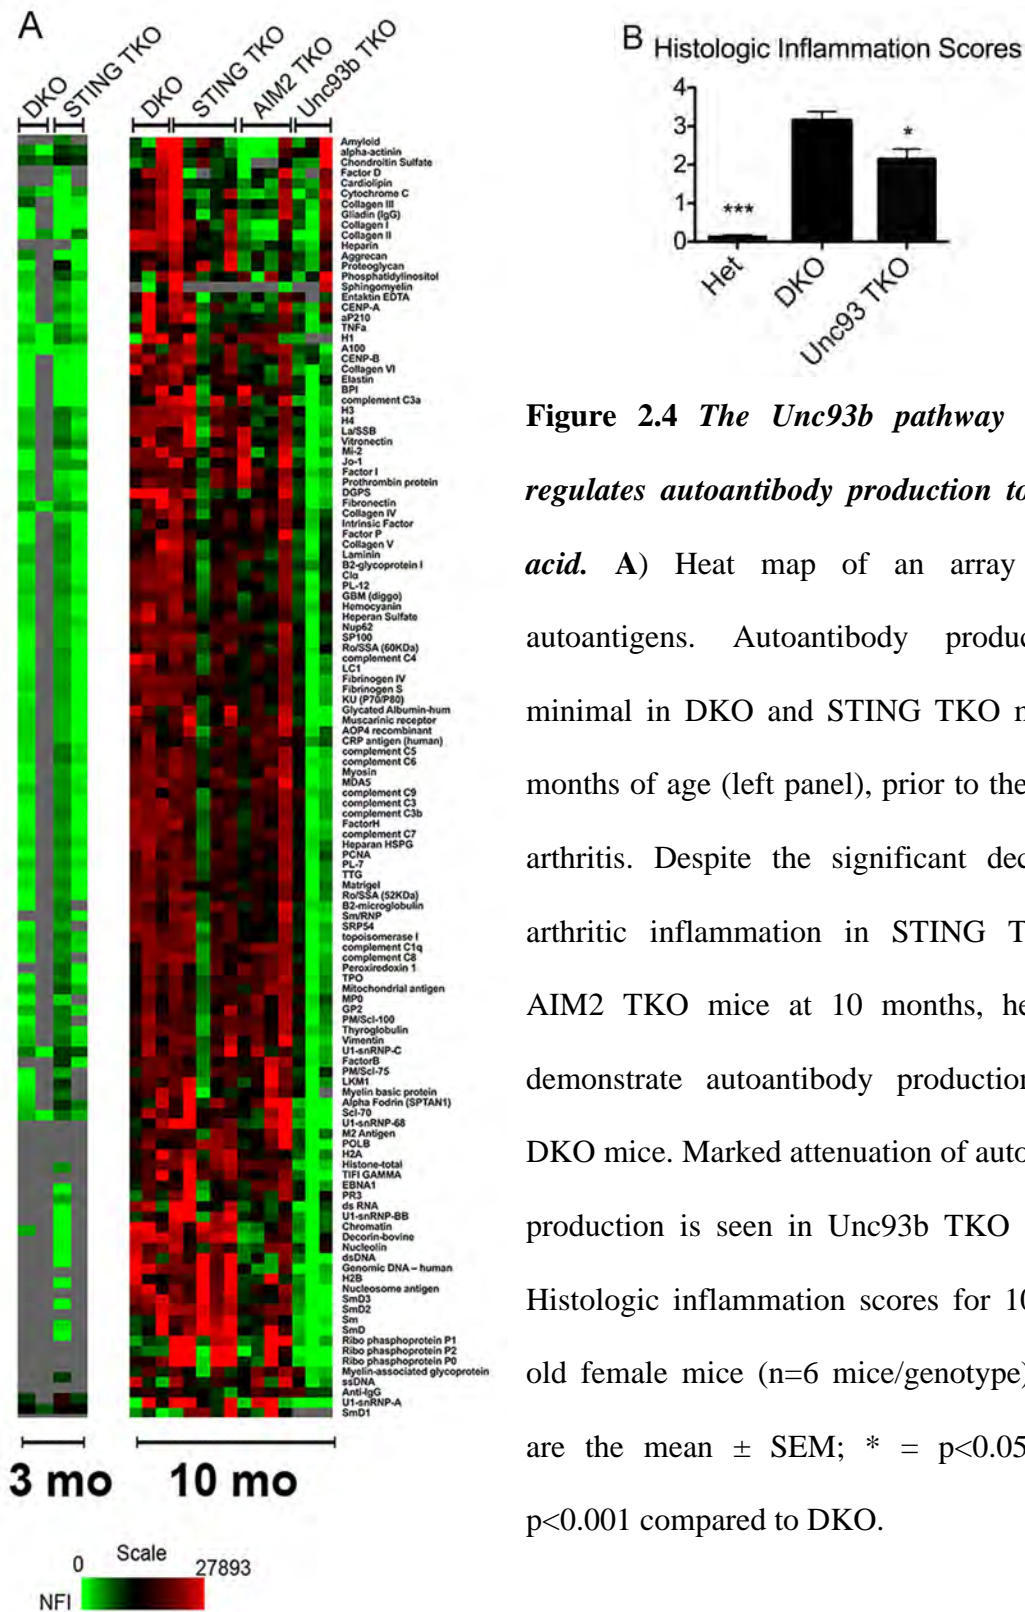 A
DKO
STING TKO
DKO
STING TKO
AIM2 TKO
Unc93b TKO
Amyloid
alpha-actinin
Chondroitin Sulfate
Factor D
Cardiolipin
Cytochrome C
Collagen III
Gliadin (IgG)
Collagen I
Collagen II
Heparin
Aggrecan
Proteoglycan
Phosphatidylinositol
Sphingomyelin
Entaktin EDTA
CENP-A
aP210
TNFa
H1
A100
CENP-B
Collagen VI
Elastin
BPI
complement C3a
H3
H4
La/SSB
Vitronectin
Mi-2
Jo-1
Factor I
Prothrombin protein
DGPS
Fibronectin
Collagen IV
Intrinsic Factor
Factor P
Collagen V
Laminin
B2-glycoprotein I
PL-12
GBM (diggo)
Hemocyanin
Heperan Sulfate
Nup62
SP100
Ro/SSA (60KDa)
complement C4
LC1
Fibrinogen IV
Fibrinogen S
KU (P70/P80)
Glycated Albumin-hum
Muscarinic receptor
AOP4 recombinant
CRP antigen (human)
complement C5
complement C6
Myosin
MDA5
complement C9
complement C3
complement C3b
FactorH
complement C7
Heparan HSPG
PCNA
PL-7
TTG
Matrigel
Ro/SSA (52KDa)
B2-microglobulin
Sm/RNP
SRP54
topoisomerase I
complement C1q
complement C8
Peroxiredoxin 1
TPO
Mitochondrial antigen
MP0
GP2
PM/Scl-100
Thyroglobulin
Vimentin
U1-snRNP-C
FactorB
PM/Scl-75
LKM1
Myelin basic protein
Alpha Fodrin (SPTAN1)
Scl-70
U1-snRNP-68
M2 Antigen
POLB
H2A
Histone-total
TIFI GAMMA
EBNA1
PR3
ds RNA
U1-snRNP-BB
Chromatin
Decorin-bovine
Nucleolin
dsDNA
Genomic DNA – human
H2B
Nucleosome antigen
SmD3
SmD2
Sm
SmD
Ribo phasphoprotein P1
Ribo phasphoprotein P2
Ribo phasphoprotein P0
Myelin-associated glycoprotein
ssDNA
Anti-IgG
U1-snRNP-A
SmD1
3 mo
10 mo
Scale
0
27893
NFI
B
Histologic Inflammation Scores
4
3
2
1
0
***
*
Het
DKO
Unc93 TKO
Figure 2.4 The Unc93b pathway
regulates autoantibody production to
acid. A) Heat map of an array
autoantigens. Autoantibody produc
minimal in DKO and STING TKO m
months of age (left panel), prior to the
arthritis. Despite the significant dec
arthritic inflammation in STING T
AIM2 TKO mice at 10 months, he
demonstrate autoantibody production
DKO mice. Marked attenuation of auto
production is seen in Unc93b TKO
Histologic inflammation scores for 10
old female mice (n=6 mice/genotype)
are the mean ± SEM; * = p<0.05
p<0.001 compared to DKO.